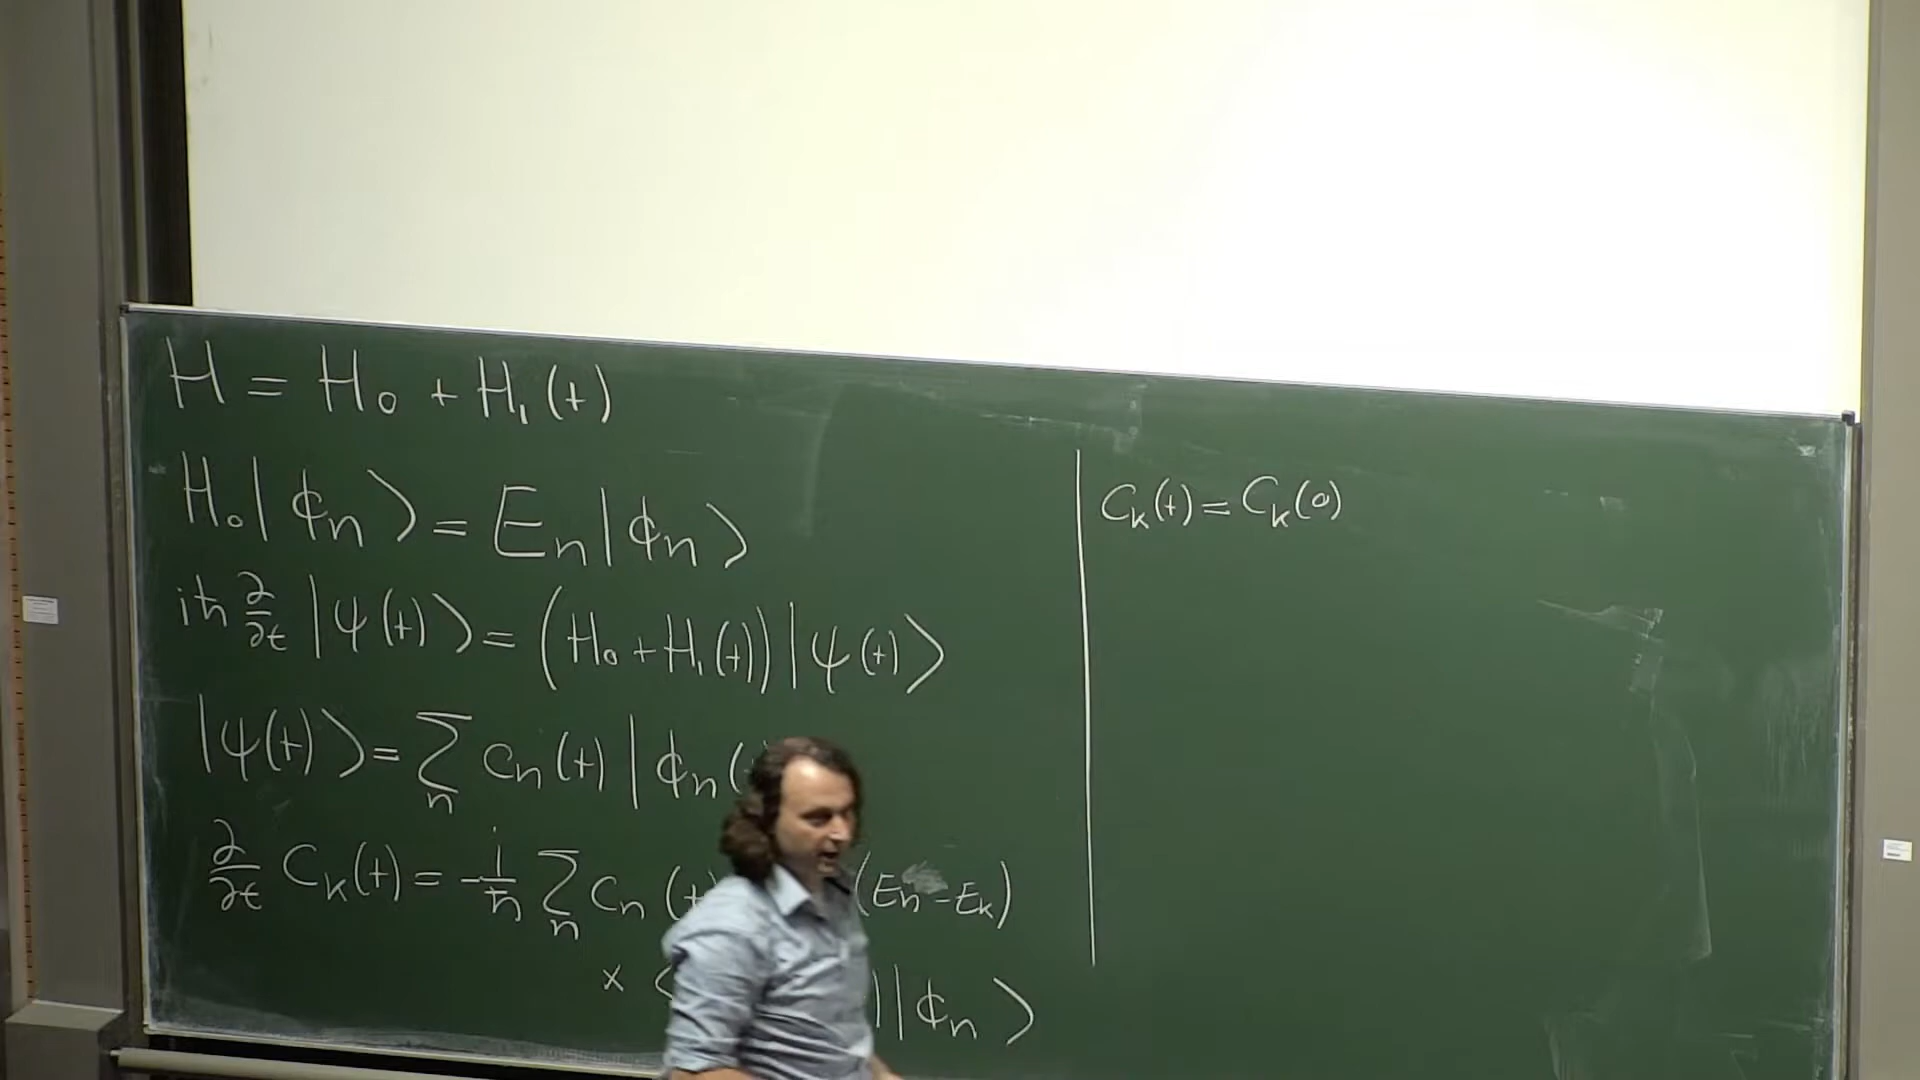 H = H₀ + H₁(t)
H₀|ϕₙ⟩ = Eₙ|ϕₙ⟩
iħ ∂/∂t |ψ(t)⟩ = (H₀ + H₁(t))|ψ(t)⟩
|ψ(t)⟩ = Σₙ cₙ(t)|ϕₙ(
∂/∂t Cₖ(t) = -i/ħ Σₙ Cₙ(t (Eₙ-Eₖ)
× ⟨ )|ϕₙ⟩
Cₖ(t) = Cₖ(0)